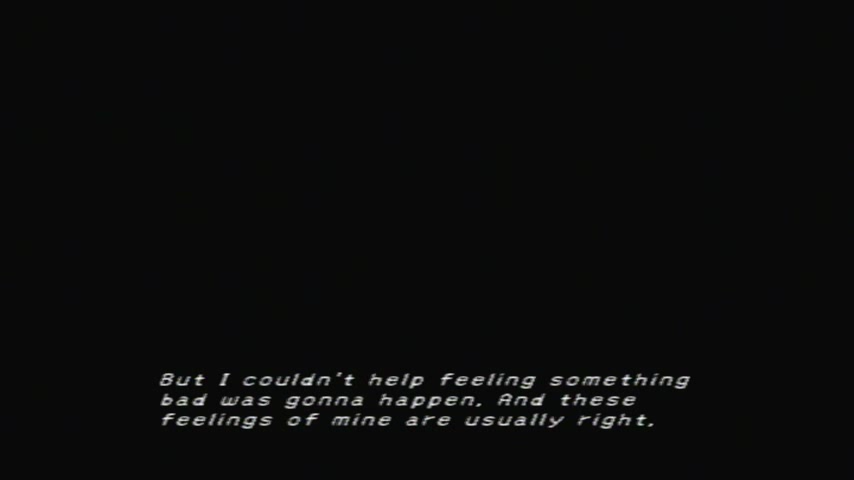 But I couldn't help feeling something
bad was gonna happen. And these
feelings of mine are usually right.